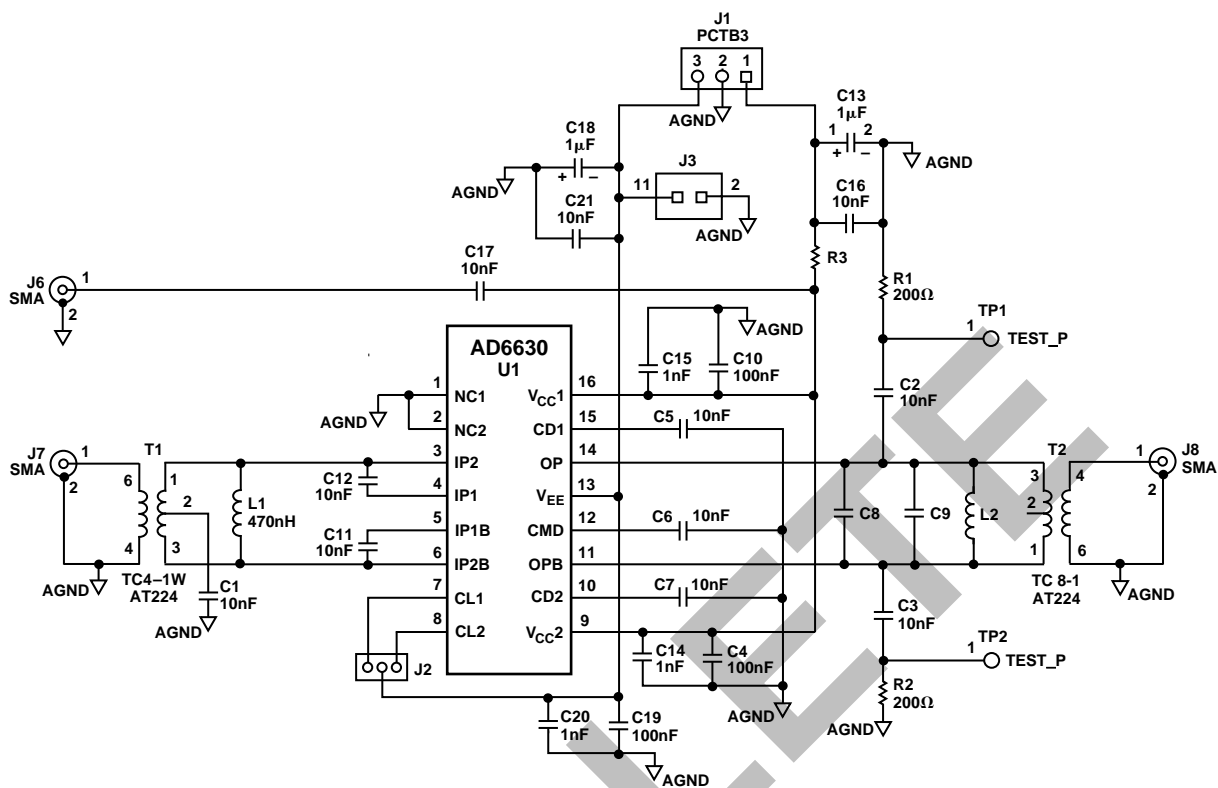 J1
PCTB3
3 2 1
AGND
C13
1μF
1 2
+ –
AGND
C18
1μF
+ –
AGND
J3
11 2
AGND
C16
10nF
C21
10nF
R3
C17
10nF
J6
SMA
1
2
R1
200Ω
TP1
1
TEST_P
AGND
C15
1nF
C10
100nF
C2
10nF
AD6630
U1
1 NC1
2 NC2
3 IP2
4 IP1
5 IP1B
6 IP2B
7 CL1
8 CL2
VCC1 16
CD1 15
OP 14
VEE 13
CMD 12
OPB 11
CD2 10
VCC2 9
AGND
J7
SMA
1
2
AGND
T1
6
4
1
2
3
TC4–1W
AT224
L1
470nH
C12
10nF
C11
10nF
C1
10nF
AGND
J2
C5 10nF
C6 10nF
C7 10nF
C8
C9
L2
T2
3
2
1
4
6
TC 8-1
AT224
J8
SMA
1
2
AGND
C14
1nF
C4
100nF
AGND
C3
10nF
TP2
1
TEST_P
R2
200Ω
AGND
C20
1nF
C19
100nF
AGND